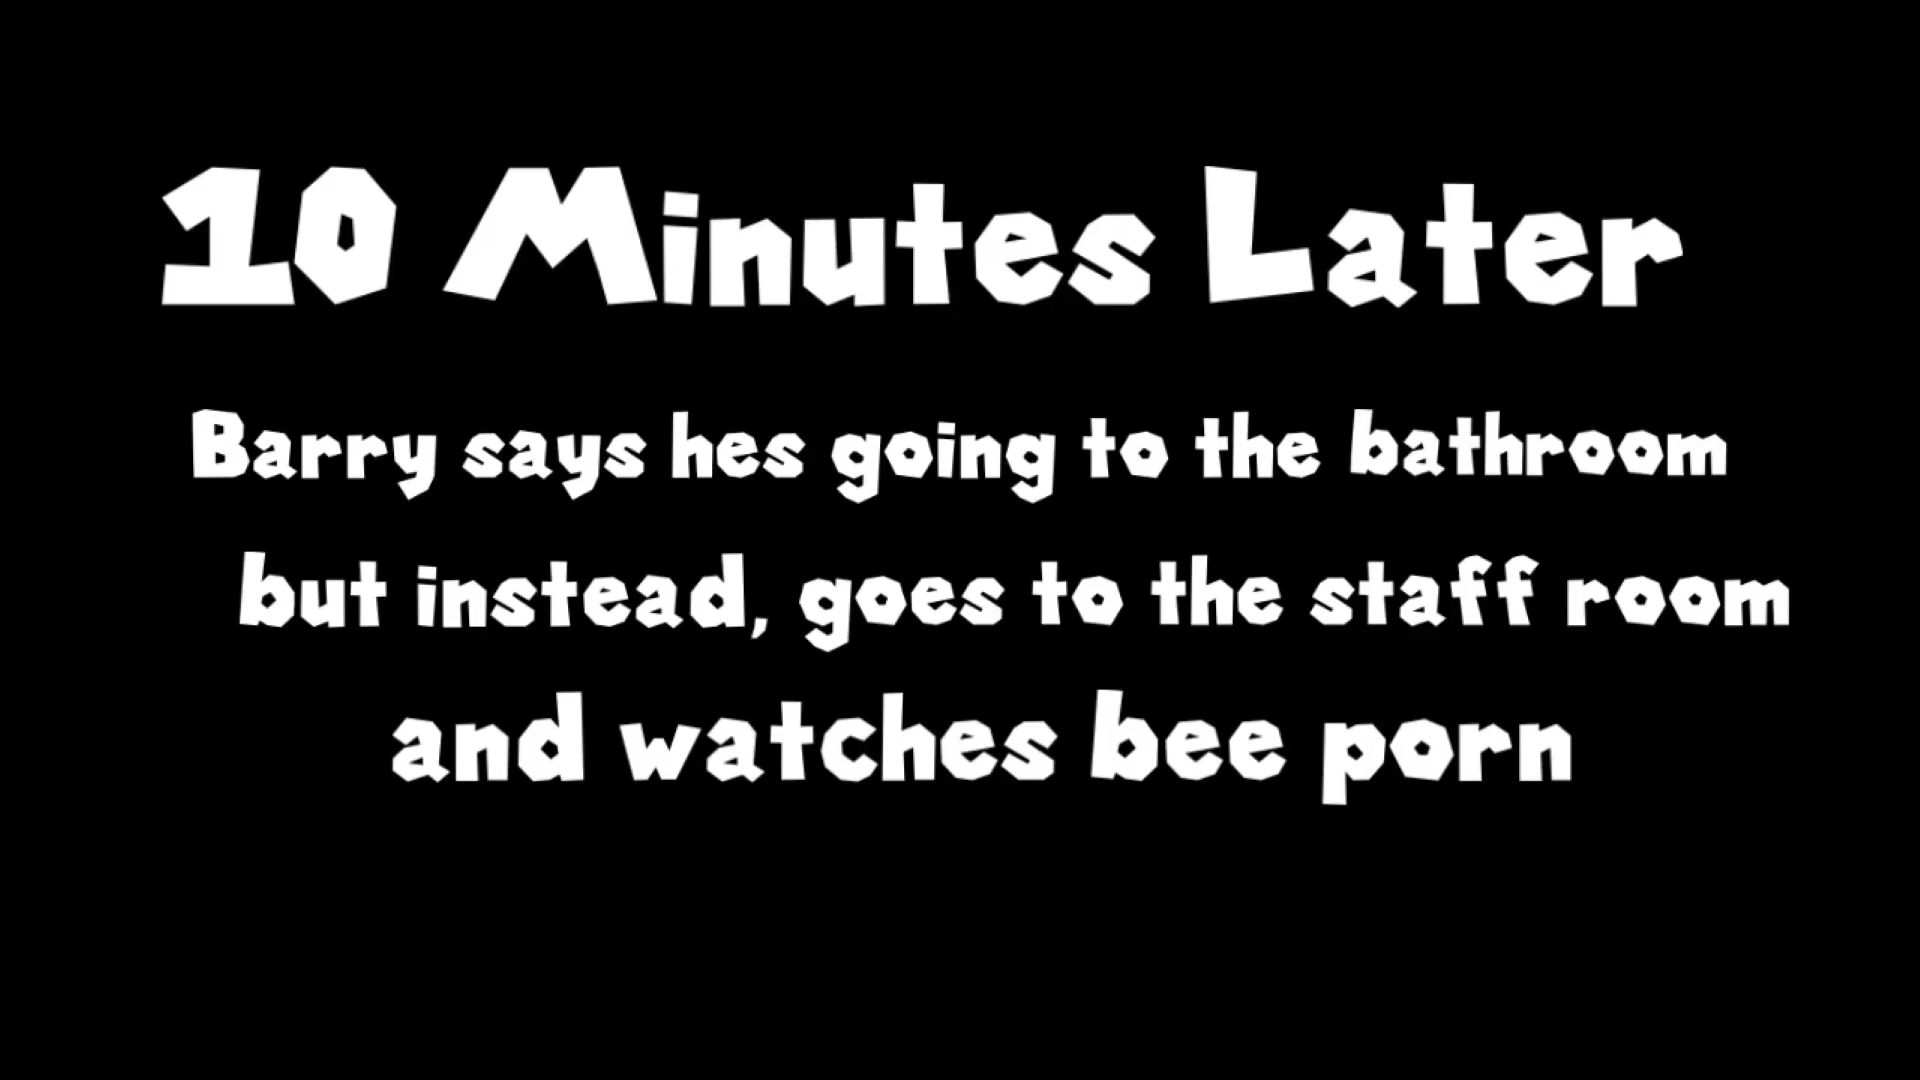 10 Minutes Later
Barry says hes going to the bathroom
but instead, goes to the staff room
and watches bee porn